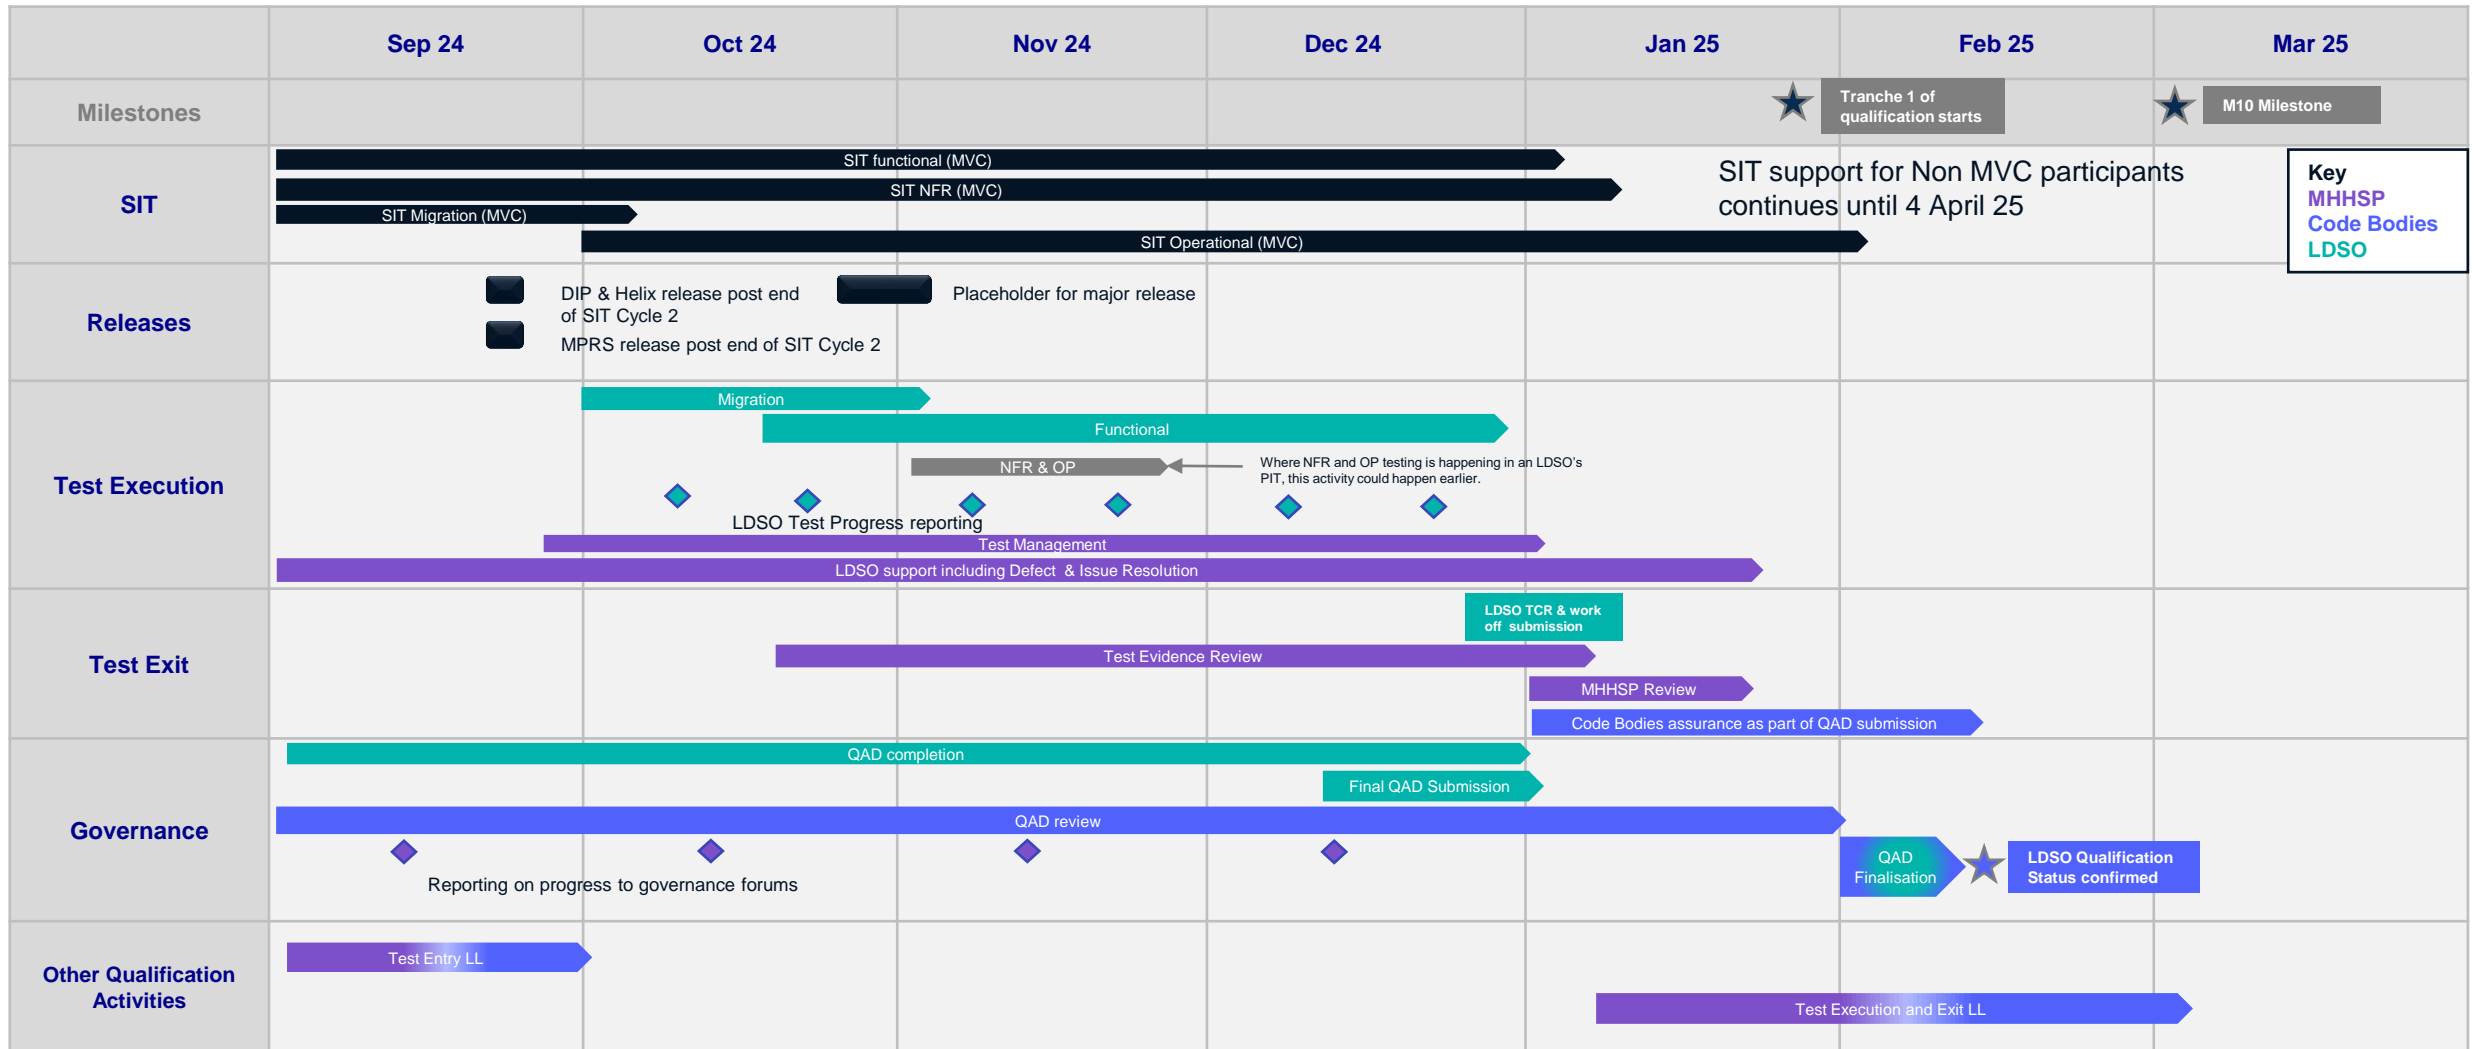 Sep 24
Oct 24
Nov 24
Dec 24
Jan 25
Feb 25
Mar 25
Milestones
Tranche 1 of
qualification starts
M10 Milestone
SIT
SIT functional (MVC)
SIT NFR (MVC)
SIT Migration (MVC)
SIT Operational (MVC)
SIT support for Non MVC participants
continues until 4 April 25
Key
MHHSP
Code Bodies
LDSO
Releases
DIP & Helix release post end
of SIT Cycle 2
MPRS release post end of SIT Cycle 2
Placeholder for major release
Test Execution
Migration
Functional
NFR & OP
Where NFR and OP testing is happening in an LDSO's
PIT, this activity could happen earlier.
LDSO Test Progress reporting
Test Management
LDSO support including Defect & Issue Resolution
Test Exit
LDSO TCR & work
off submission
Test Evidence Review
MHHSP Review
Code Bodies assurance as part of QAD submission
Governance
QAD completion
Final QAD Submission
QAD review
Reporting on progress to governance forums
QAD
Finalisation
LDSO Qualification
Status confirmed
Other Qualification
Activities
Test Entry LL
Test Execution and Exit LL